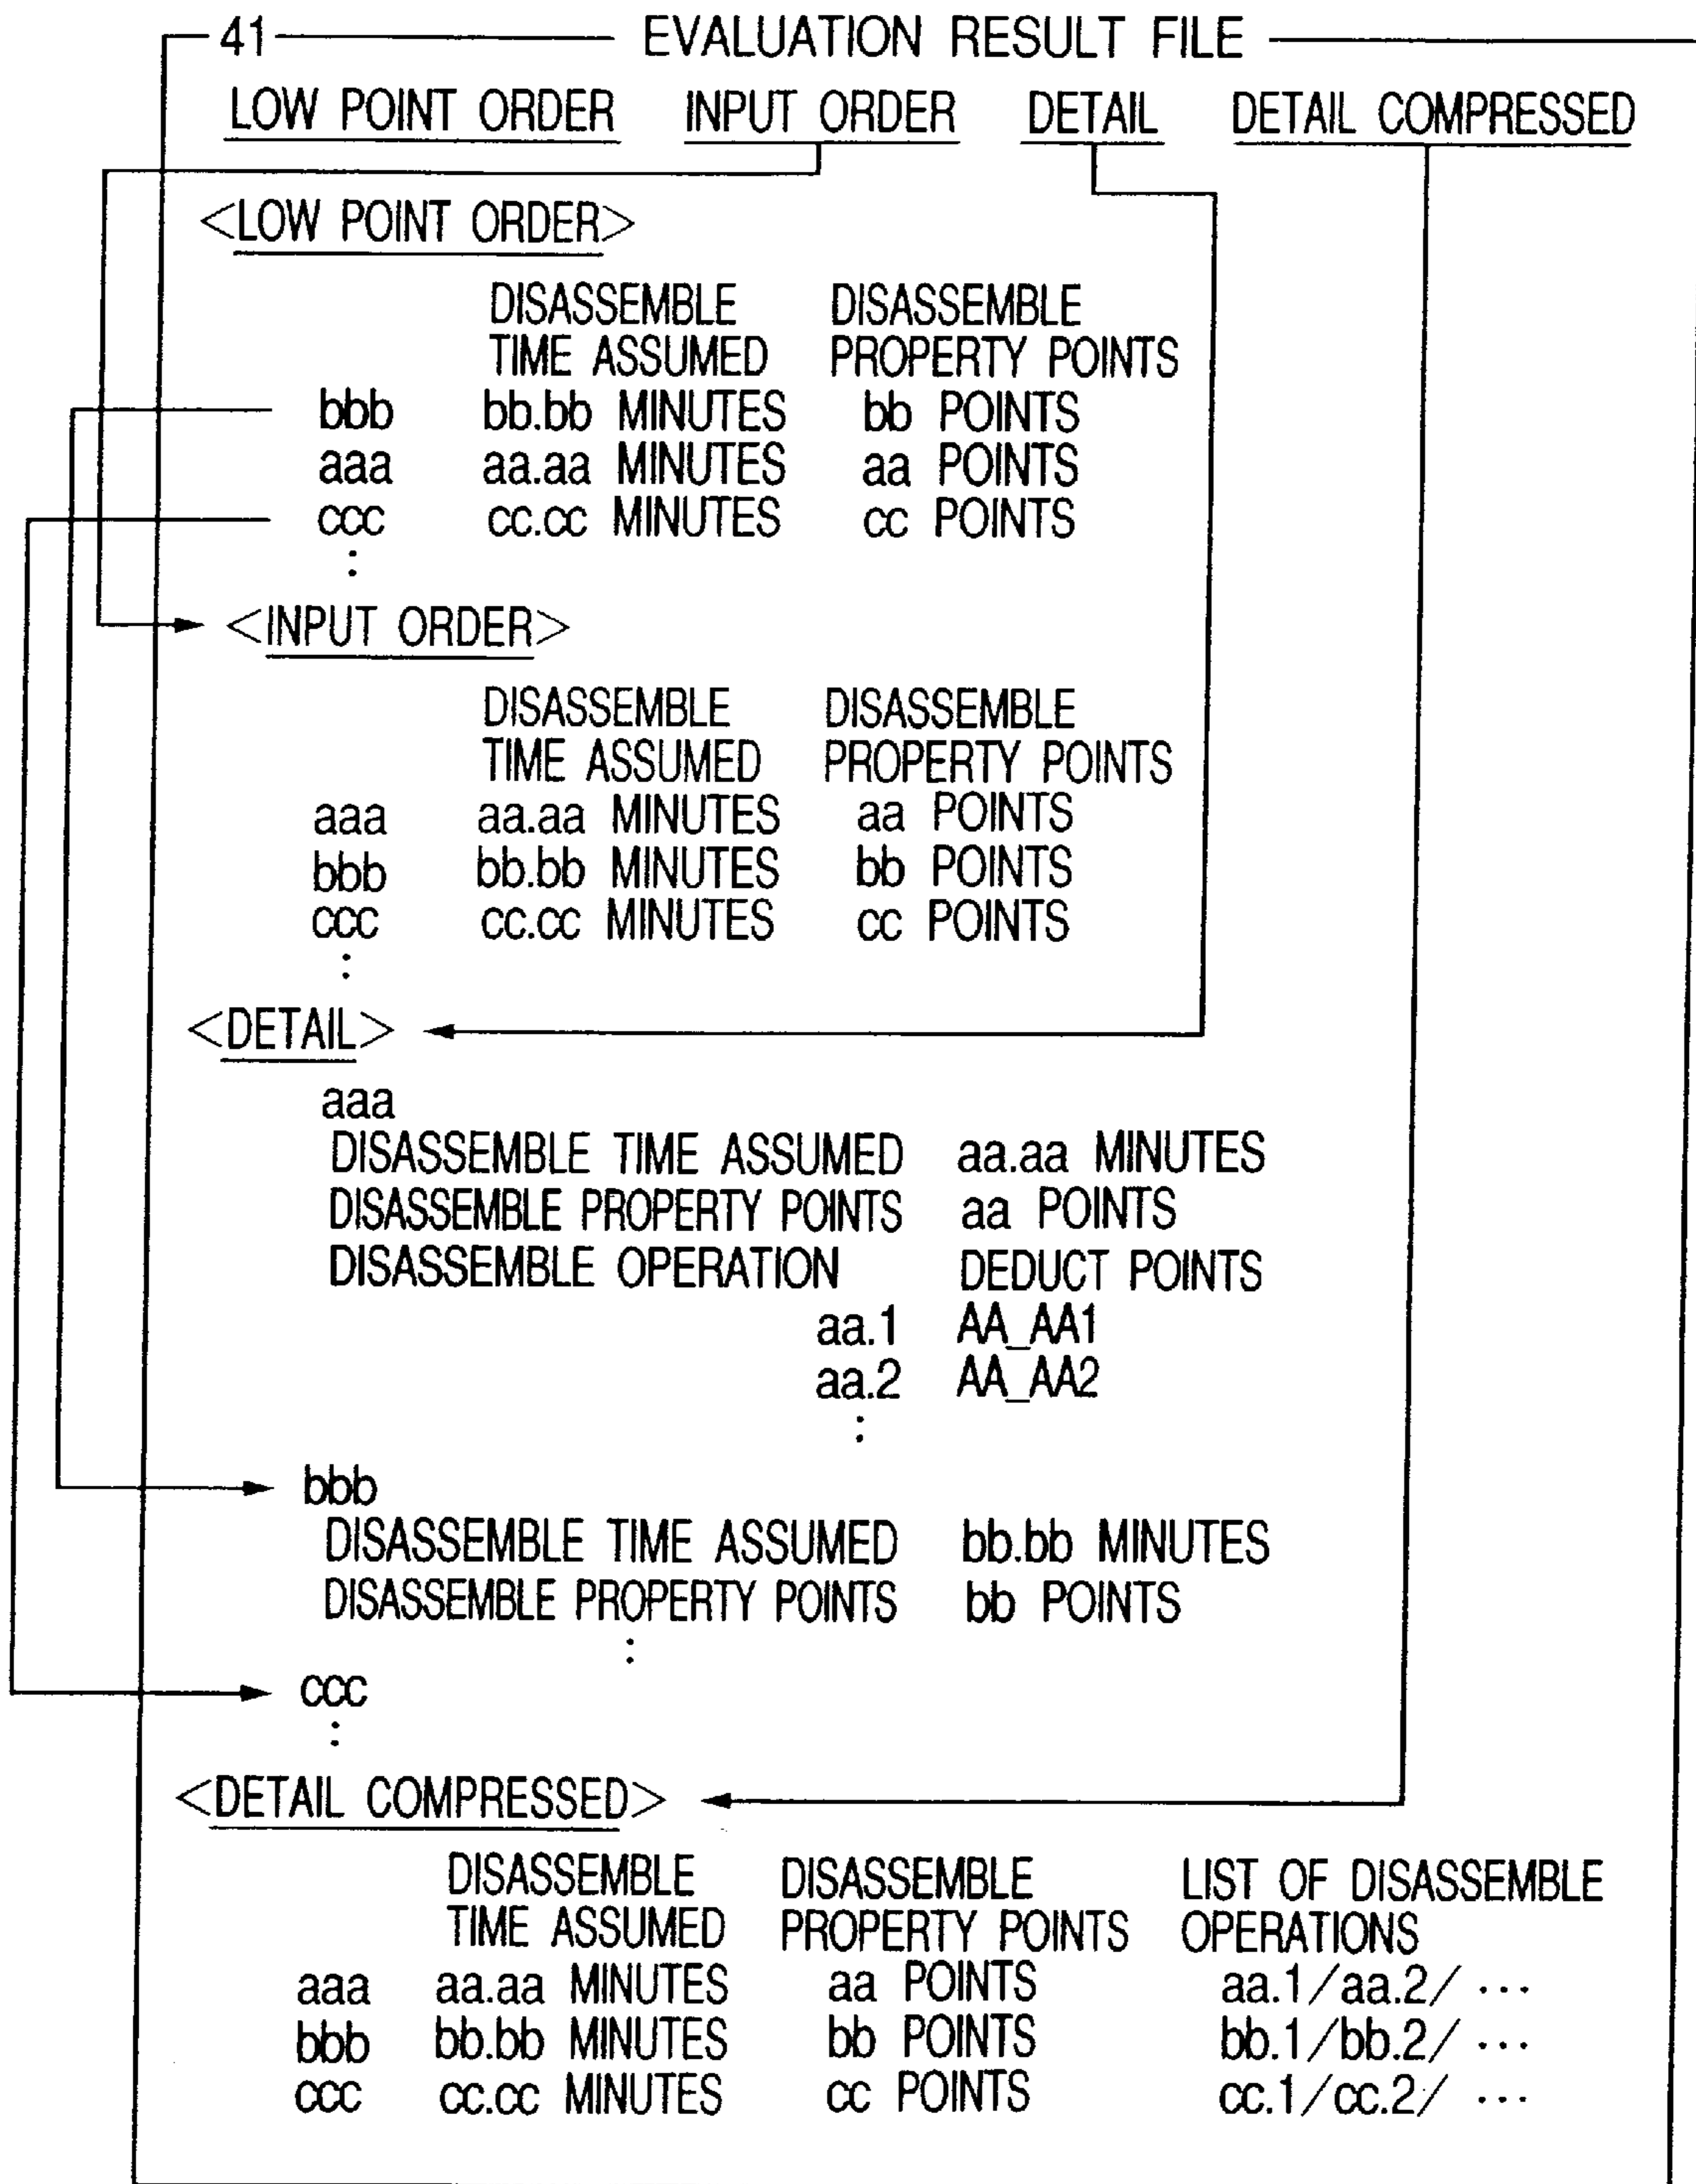 41 EVALUATION RESULT FILE
LOW POINT ORDER INPUT ORDER DETAIL DETAIL COMPRESSED
<LOW POINT ORDER>
DISASSEMBLE DISASSEMBLE
TIME ASSUMED PROPERTY POINTS
bbb bb.bb MINUTES bb POINTS
aaa aa.aa MINUTES aa POINTS
ccc cc.cc MINUTES cc POINTS
:
<INPUT ORDER>
DISASSEMBLE DISASSEMBLE
TIME ASSUMED PROPERTY POINTS
aaa aa.aa MINUTES aa POINTS
bbb bb.bb MINUTES bb POINTS
ccc cc.cc MINUTES cc POINTS
:
<DETAIL>
aaa
DISASSEMBLE TIME ASSUMED aa.aa MINUTES
DISASSEMBLE PROPERTY POINTS aa POINTS
DISASSEMBLE OPERATION DEDUCT POINTS
aa.1 AA_AA1
aa.2 AA_AA2
:
bbb
DISASSEMBLE TIME ASSUMED bb.bb MINUTES
DISASSEMBLE PROPERTY POINTS bb POINTS
:
ccc
:
<DETAIL COMPRESSED>
DISASSEMBLE DISASSEMBLE LIST OF DISASSEMBLE
TIME ASSUMED PROPERTY POINTS OPERATIONS
aaa aa.aa MINUTES aa POINTS aa.1/aa.2/ ···
bbb bb.bb MINUTES bb POINTS bb.1/bb.2/ ···
ccc cc.cc MINUTES cc POINTS cc.1/cc.2/ ···